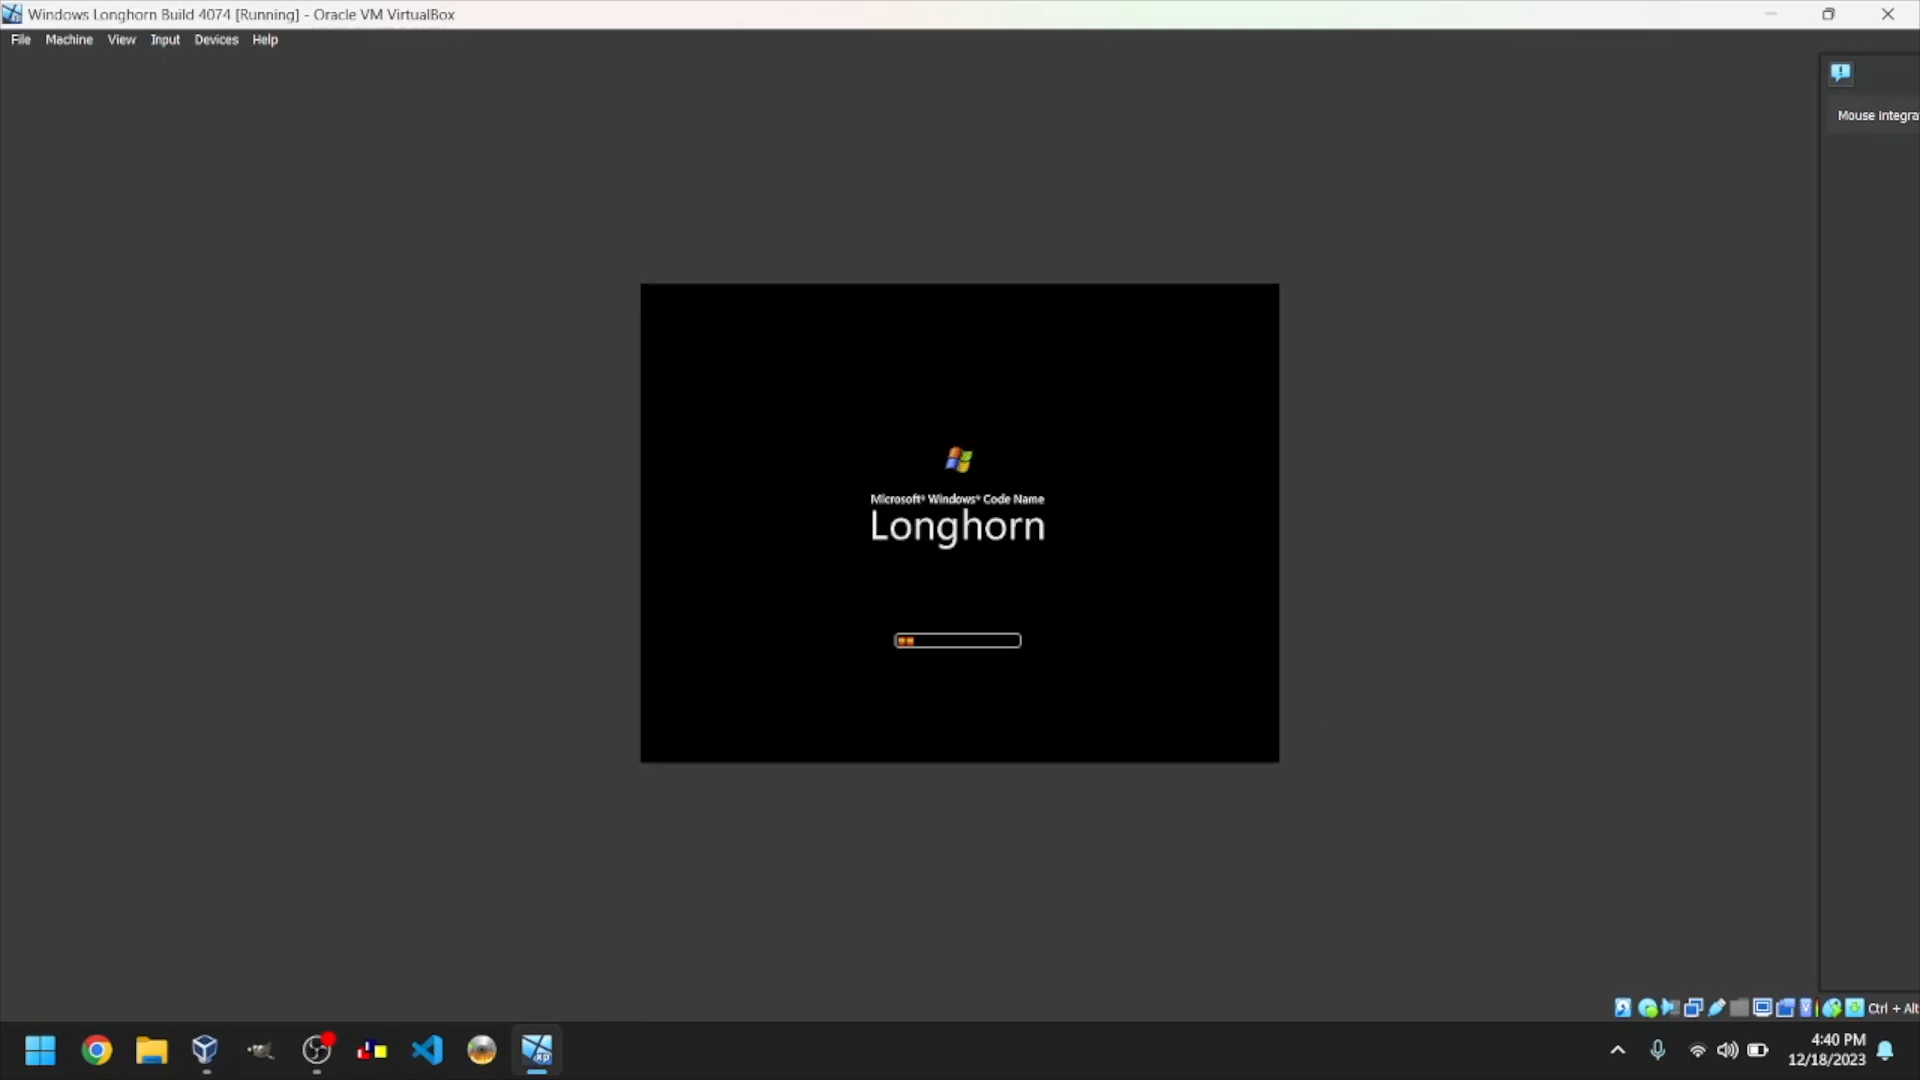 Windows Longhorn Build 4074 [Running] - Oracle VM VirtualBox
File Machine View Input Devices Help
Mouse integra
Microsoft® Windows® Code Name
Longhorn
Ctrl + Alt
4:40 PM
12/18/2023